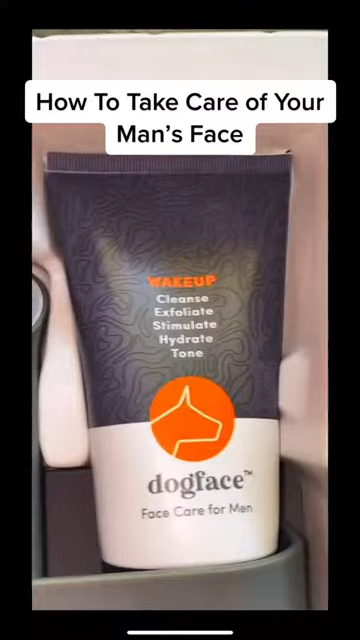 How To Take Care of Your
Man’s Face
WAKEUP
Cleanse
Exfoliate
Stimulate
Hydrate
Tone
dogface™
Face Care for Men